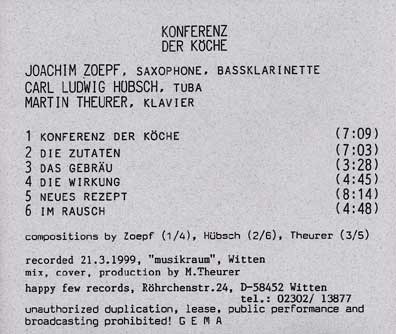 KONFERENZ
DER KÖCHE
JOACHIM ZOEPF, SAXOPHONE, BASSKLARINETTE
CARL LUDWIG HÜBSCH, TUBA
MARTIN THEURER, KLAVIER
1 KONFERENZ DER KÖCHE (7:09)
2 DIE ZUTATEN (7:03)
3 DAS GEBRÄU (3:28)
4 DIE WIRKUNG (4:45)
5 NEUES REZEPT (8:14)
6 IM RAUSCH (4:48)
compositions by Zoepf (1/4), Hübsch (2/6), Theurer (3/5)
recorded 21.3.1999, "musikraum", Witten
mix, cover, production by M.Theurer
happy few records, Röhrchenstr.24, D-58452 Witten
tel.: 02302/ 13877
unauthorized duplication, lease, public performance and
broadcasting prohibited! G E M A